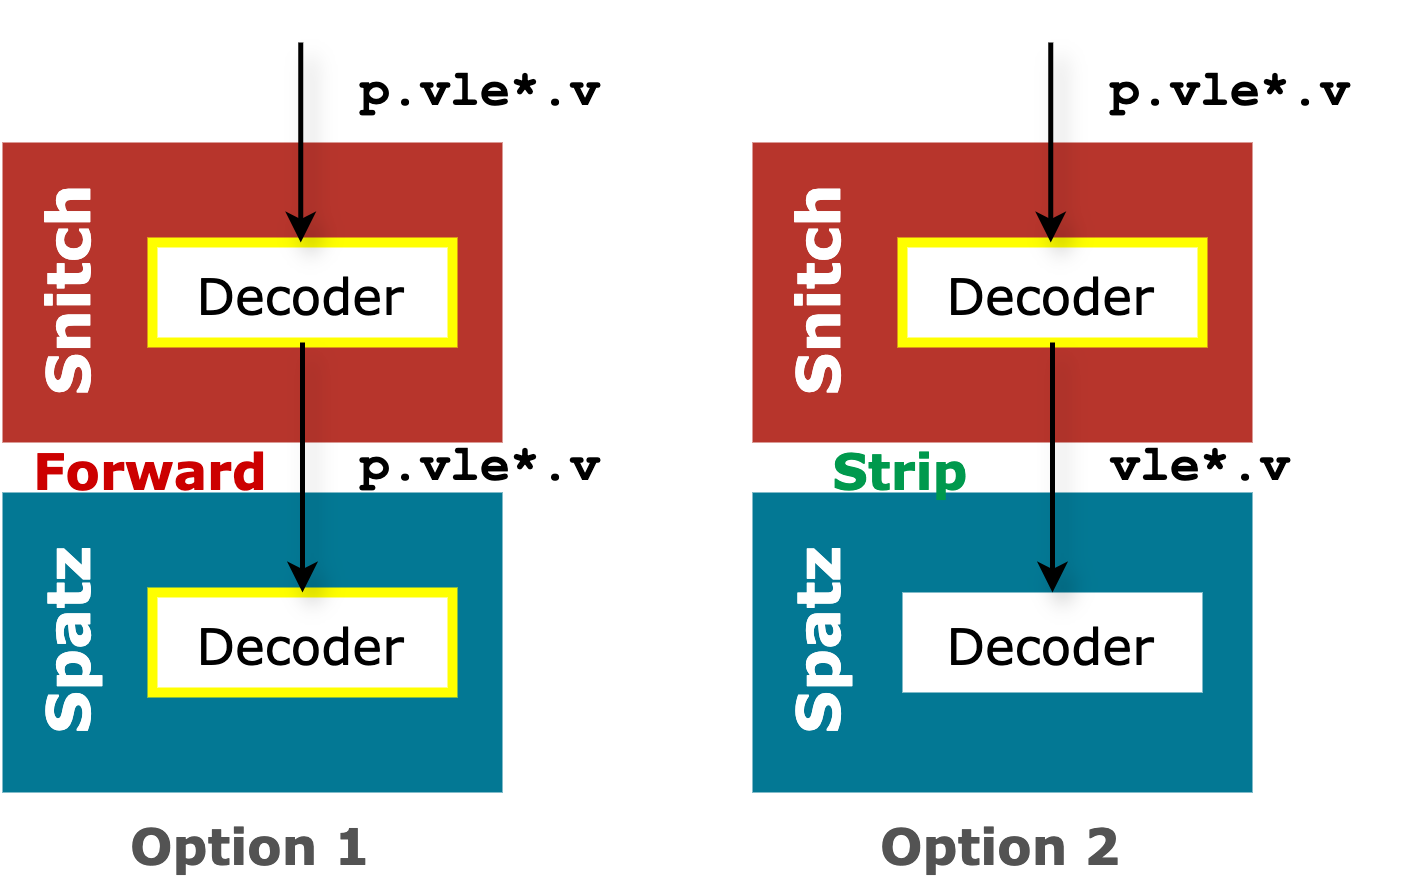 p.vle*.v
Snitch
Decoder
Forward
p.vle*.v
Spatz
Decoder
Option 1
p.vle*.v
Snitch
Decoder
Strip
vle*.v
Spatz
Decoder
Option 2